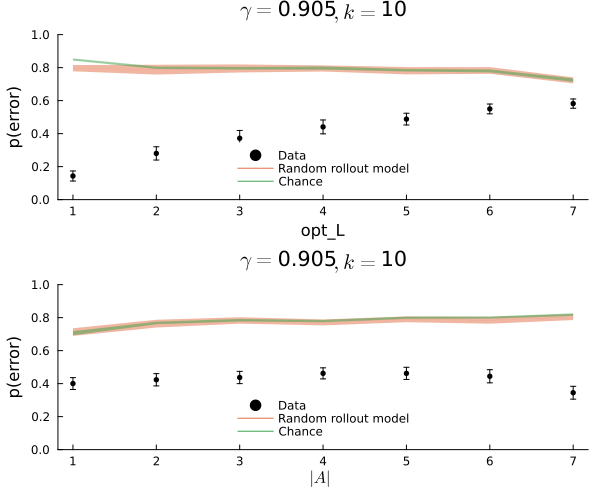 γ = 0.905, k = 10
p(error)
1.0
0.8
0.6
0.4
0.2
0.0
Data
Random rollout model
Chance
1 2 3 4 5 6 7
opt_L
γ = 0.905, k = 10
p(error)
1.0
0.8
0.6
0.4
0.2
0.0
Data
Random rollout model
Chance
1 2 3 4 5 6 7
|A|